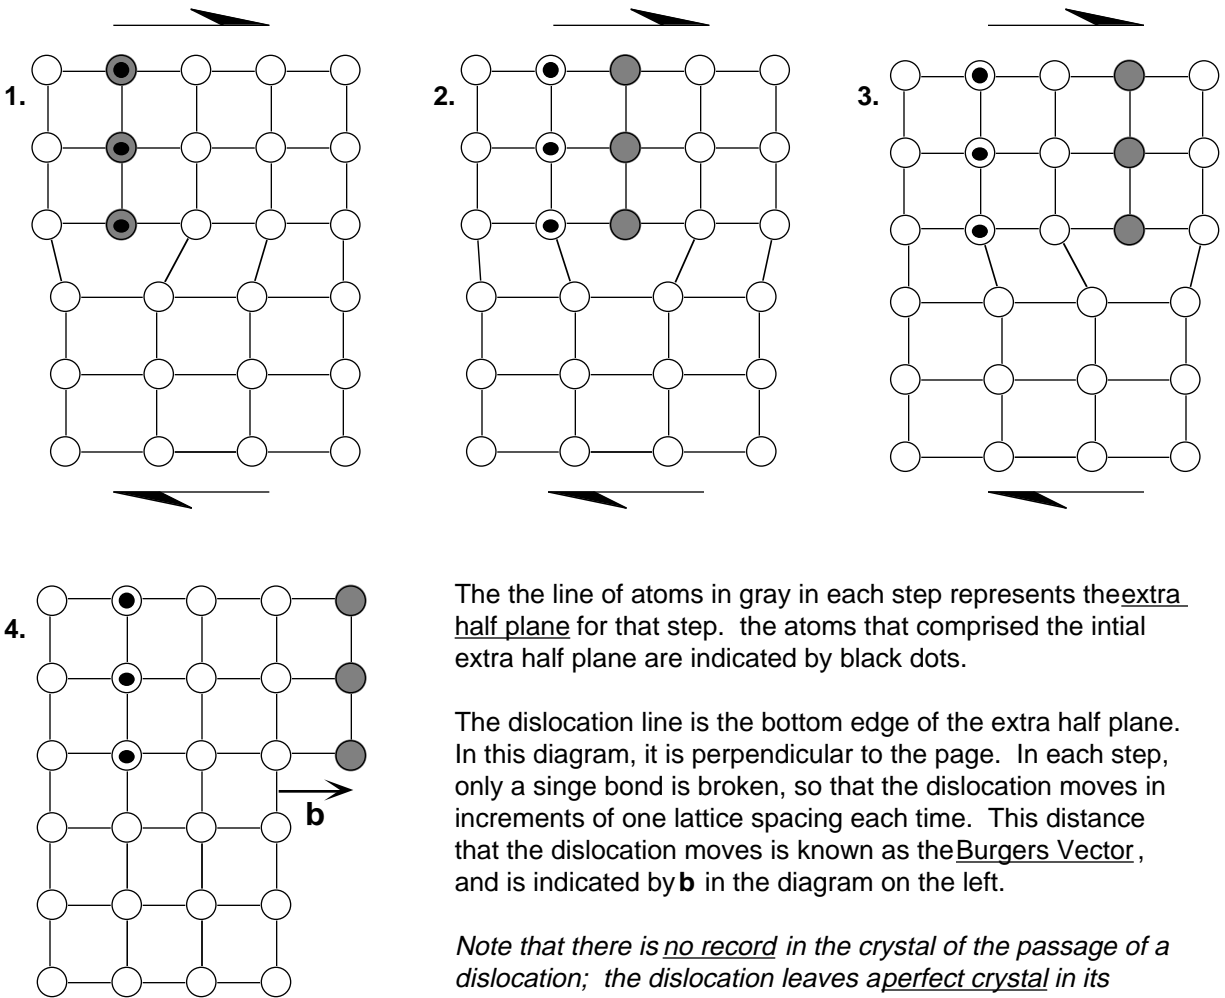 1.
2.
3.
4.
b
The the line of atoms in gray in each step represents the extra
half plane for that step. the atoms that comprised the intial
extra half plane are indicated by black dots.
The dislocation line is the bottom edge of the extra half plane.
In this diagram, it is perpendicular to the page. In each step,
only a singe bond is broken, so that the dislocation moves in
increments of one lattice spacing each time. This distance
that the dislocation moves is known as the Burgers Vector,
and is indicated by b in the diagram on the left.
Note that there is no record in the crystal of the passage of a
dislocation; the dislocation leaves a perfect crystal in its